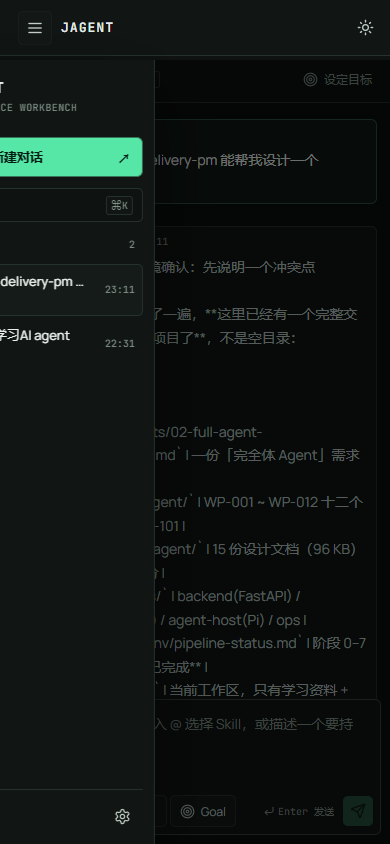 JAGENT
T
CE WORKBENCH
设定目标
新建对话
elivery-pm 能帮我设计一个
⌘K
2
11
delivery-pm ...
23:11
确认：先说明一个冲突点
了一遍，**这里已经有一个完整交
项目了**，不是空目录：
学习AI agent
22:31
ts/02-full-agent-
md` | 一份「完全体 Agent」需求
gent/` | WP-001 ~ WP-012 十二个
-101 |
agent/` | 15 份设计文档（96 KB）
|
/` | backend(FastAPI) /
) / agent-host(Pi) / ops |
nv/pipeline-status.md` | 阶段 0–7
已完成** |
` | 当前工作区，只有学习资料 +
入 @ 选择 Skill，或描述一个要持
Goal
Enter 发送